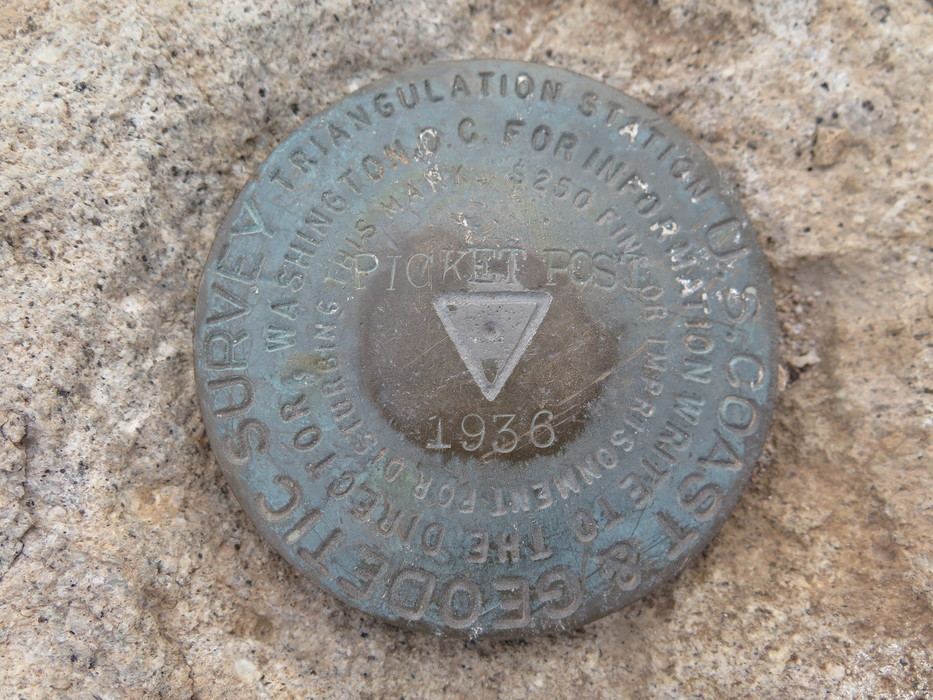 U.S. COAST & GEODETIC SURVEY
TRIANGULATION STATION
FOR INFORMATION WRITE TO THE DIRECTOR WASHINGTON, D.C.
$250 FINE OR IMPRISONMENT FOR DISTURBING THIS MARK
PICKET POST
1936